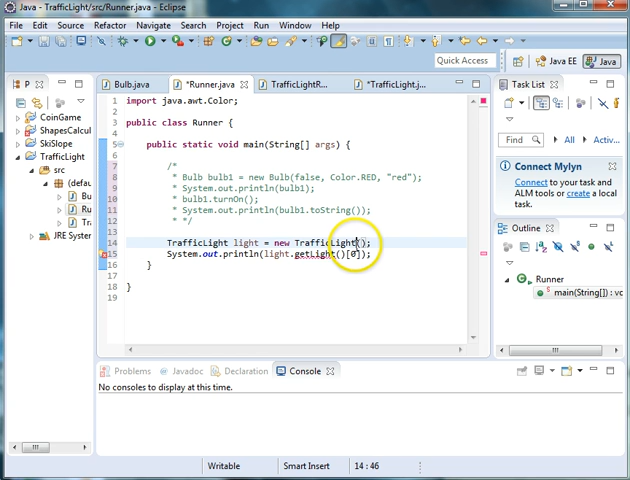 Java - TrafficLight/src/Runner.java - Eclipse
File Edit Refactor Source Navigate Search Project Run Window Help
Quick Access Java EE Java
P Bulb.java *Runner.java TrafficLightR... *TrafficLight.j... Task List
CoinGame
ShapesCalcul
SkiSlope
TrafficLight
src
(defau
Bu
Ru
Tr
JRE System
1 import java.awt.Color;
2
3 public class Runner {
4
5 public static void main(String[] args) {
6
7 /*
8 * Bulb bulb1 = new Bulb(false, Color.RED, "red");
9 * System.out.println(bulb1);
10 * bulb1.turnOn();
11 * System.out.println(bulb1.toString());
12 * */
13
14 TrafficLight light = new TrafficLight();
15 System.out.println(light.getLight()[0]);
16 }
17
18 }
19
Find All Activ...
Connect Mylyn
Connect to your task and
ALM tools or create a local
task.
Outline
Runner
main(String[]) : vc
Problems Javadoc Declaration Console
No consoles to display at this time.
Writable Smart Insert 14 : 46